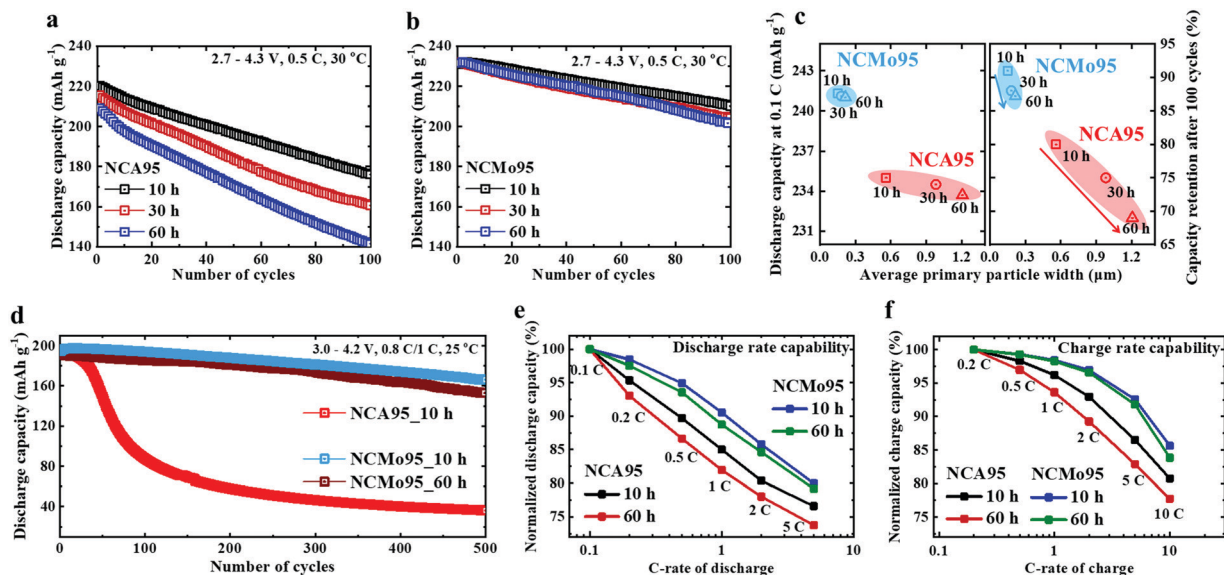 a
Discharge capacity (mAh g⁻¹)
240
220
200
180
160
140
2.7 - 4.3 V, 0.5 C, 30 °C
NCA95
10 h
30 h
60 h
0
20
40
60
80
100
Number of cycles
b
Discharge capacity (mAh g⁻¹)
240
220
200
180
160
140
2.7 - 4.3 V, 0.5 C, 30 °C
NCMo95
10 h
30 h
60 h
0
20
40
60
80
100
Number of cycles
c
Discharge capacity at 0.1 C (mAh g⁻¹)
243
240
237
234
231
10 h
NCMo95
60 h
30 h
NCA95
10 h
30 h
60 h
0.0
0.3
0.6
0.9
1.2
10 h
NCMo95
30 h
60 h
NCA95
10 h
30 h
60 h
0.0
0.3
0.6
0.9
1.2
Average primary particle width (μm)
95
90
85
80
75
70
65
Capacity retention after 100 cycles (%)
d
Discharge capacity (mAh g⁻¹)
200
160
120
80
40
3.0 - 4.2 V, 0.8 C/1 C, 25 °C
NCA95_10 h
NCMo95_10 h
NCMo95_60 h
0
100
200
300
400
500
Number of cycles
e
Normalized discharge capacity (%)
100
95
90
85
80
75
Discharge rate capability
0.1 C
0.2 C
0.5 C
1 C
2 C
5 C
NCMo95
10 h
60 h
NCA95
10 h
60 h
0.1
1
10
C-rate of discharge
f
Normalized charge capacity (%)
100
95
90
85
80
75
Charge rate capability
0.2 C
0.5 C
1 C
2 C
5 C
10 C
NCA95 NCMo95
10 h 10 h
60 h 60 h
0.1
1
10
C-rate of charge